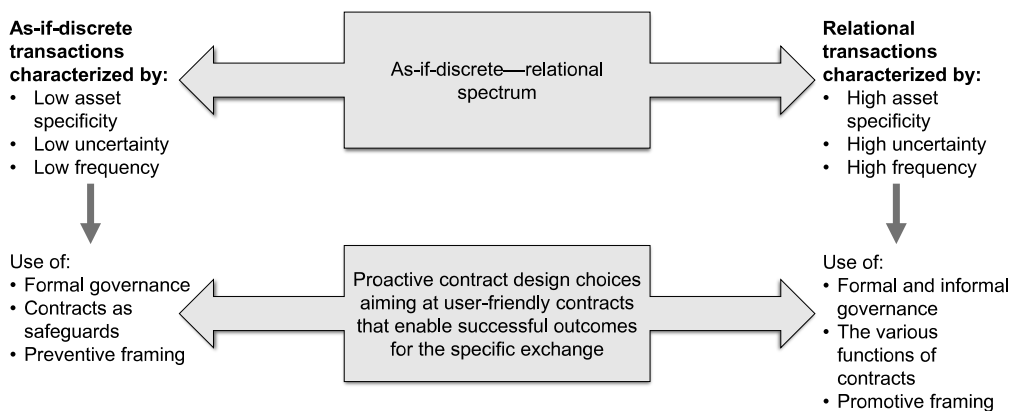 As-if-discrete
transactions
characterized by:
• Low asset
specificity
• Low uncertainty
• Low frequency
As-if-discrete—relational
spectrum
Relational
transactions
characterized by:
• High asset
specificity
• High uncertainty
• High frequency
Use of:
• Formal governance
• Contracts as
safeguards
• Preventive framing
Proactive contract design choices
aiming at user-friendly contracts
that enable successful outcomes
for the specific exchange
Use of:
• Formal and informal
governance
• The various
functions of
contracts
• Promotive framing